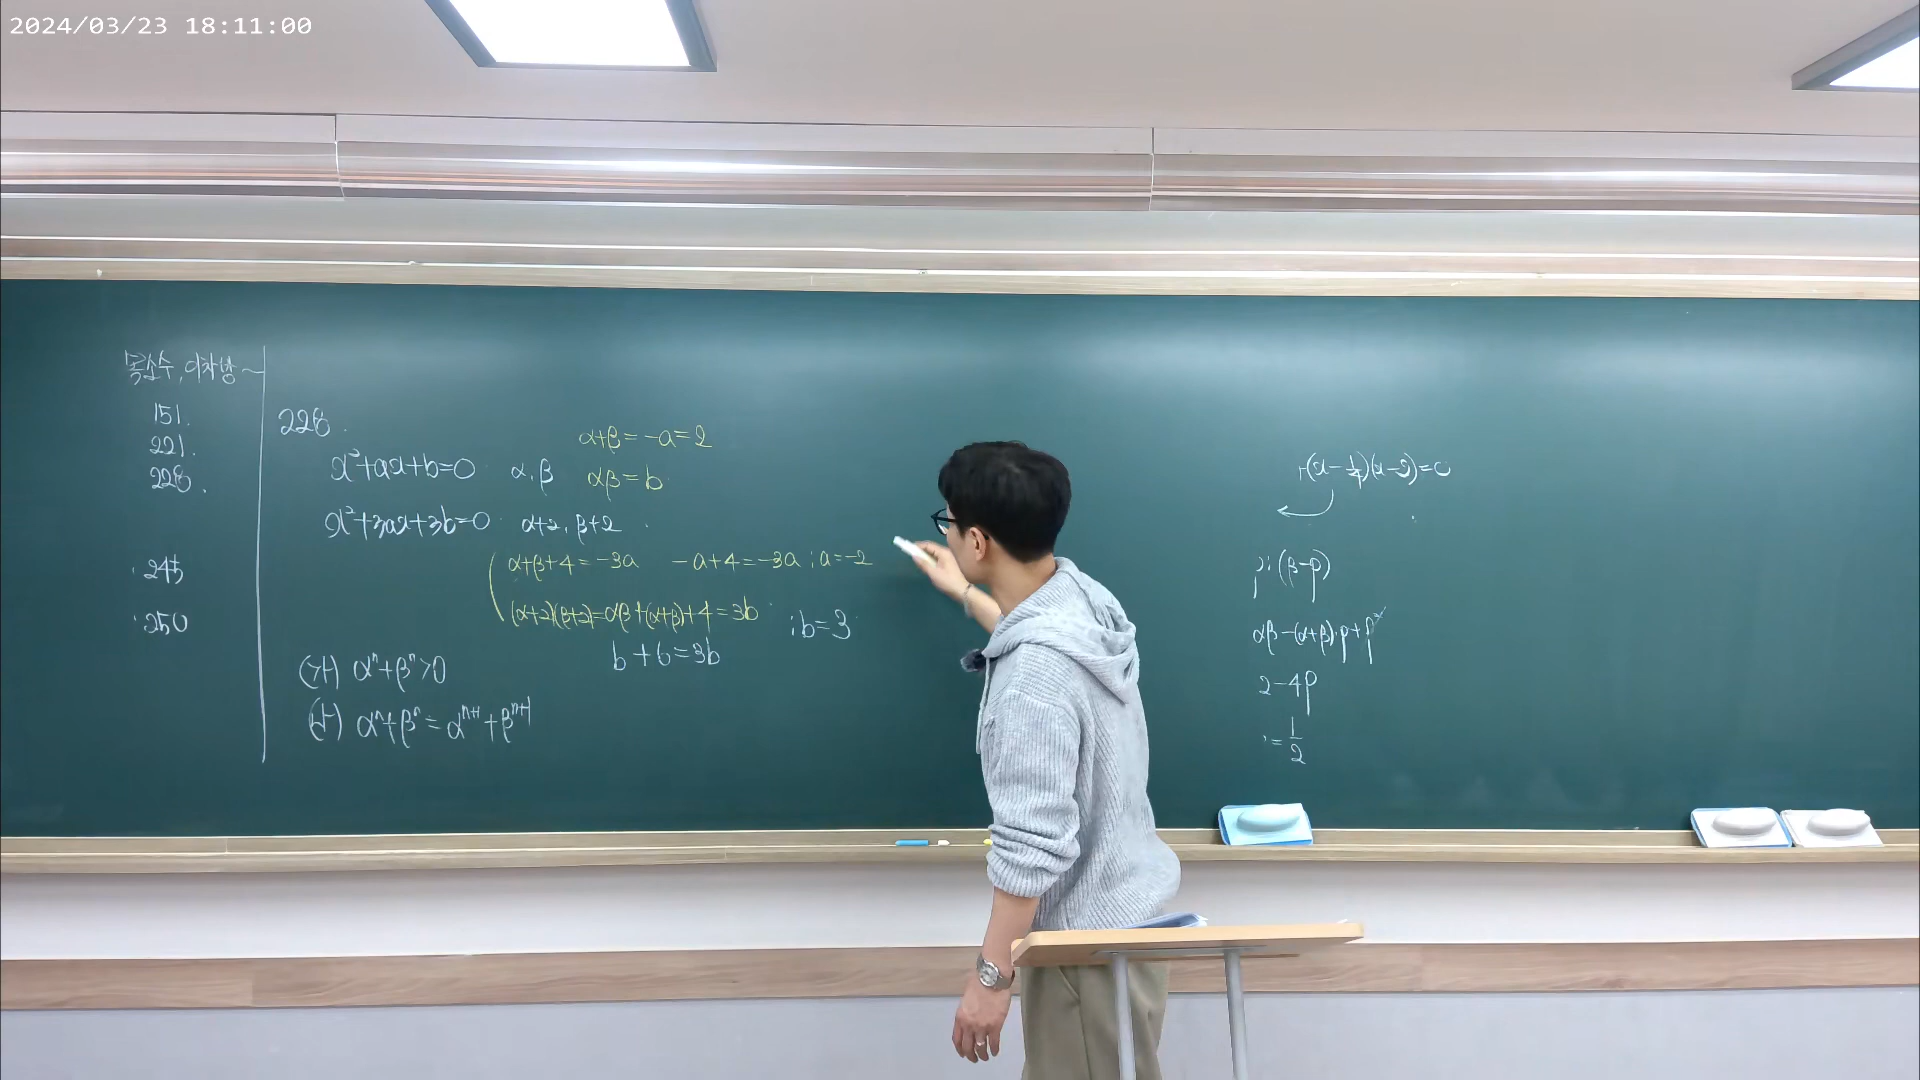 2024/03/23 18:11:00
복소수, 이차방~
151.
221.
228.
245
250
228.
x²+ax+b=0 α, β
α+β=-a=2
αβ=b
x²+3ax+3b=0 α+2, β+2
α+β+4=-3a -a+4=-3a ∴a=-2
(α+2)(β+2)=αβ+2(α+β)+4=3b
b+6=3b
∴b=3
(가) αⁿ+βⁿ>0
(나) αⁿ+βⁿ=αⁿ⁺¹+βⁿ⁺¹
(β-p)
αβ-(α+β)·p+p²
2-4p
=1/2